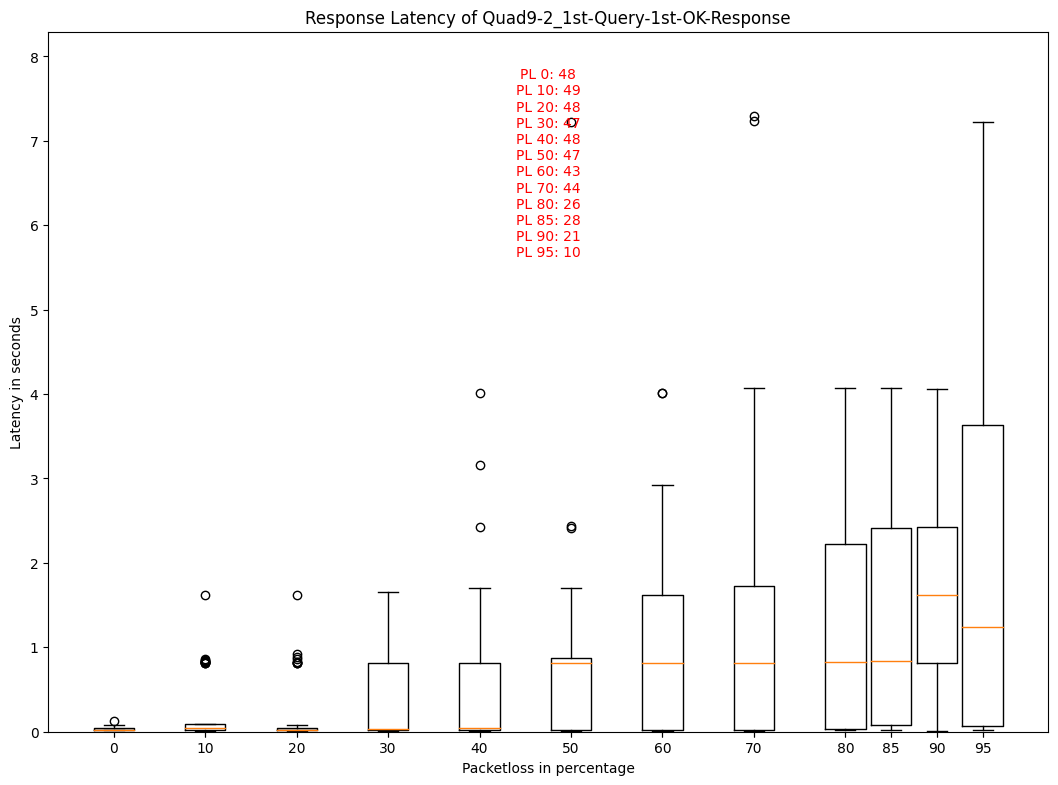 Response Latency of Quad9-2_1st-Query-1st-OK-Response
8
7
6
5
4
3
2
1
0
Latency in seconds
PL 0: 48
PL 10: 49
PL 20: 48
PL 30: 47
PL 40: 48
PL 50: 47
PL 60: 43
PL 70: 44
PL 80: 26
PL 85: 28
PL 90: 21
PL 95: 10
0 10 20 30 40 50 60 70 80 85 90 95
Packetloss in percentage